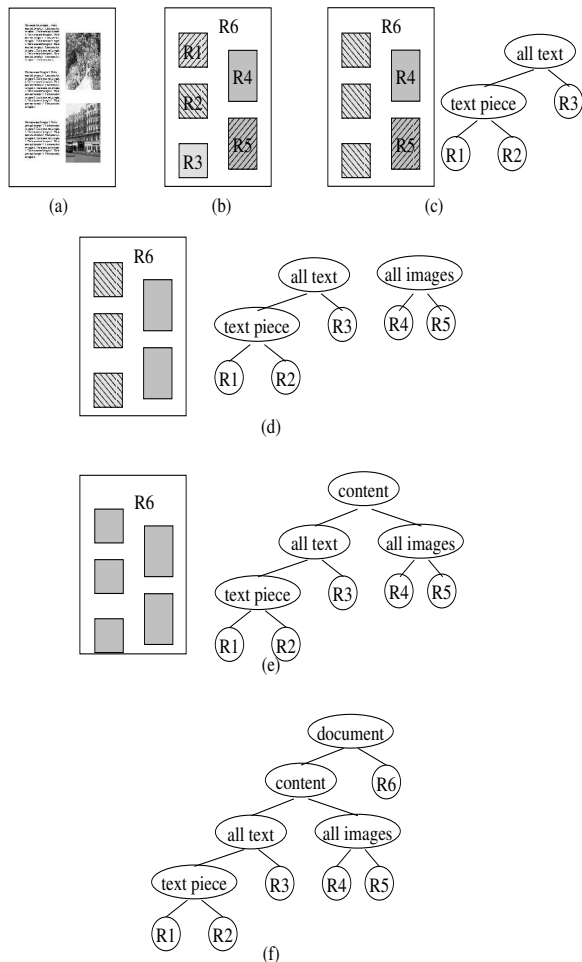 R6
R1
R4
R2
R5
R3
(a)
(b)
R6
R4
R5
all text
text piece
R3
R1
R2
(c)
R6
all text
all images
text piece
R3
R4
R5
R1
R2
(d)
R6
content
all text
all images
text piece
R3
R4
R5
R1
R2
(e)
document
content
R6
all text
all images
text piece
R3
R4
R5
R1
R2
(f)